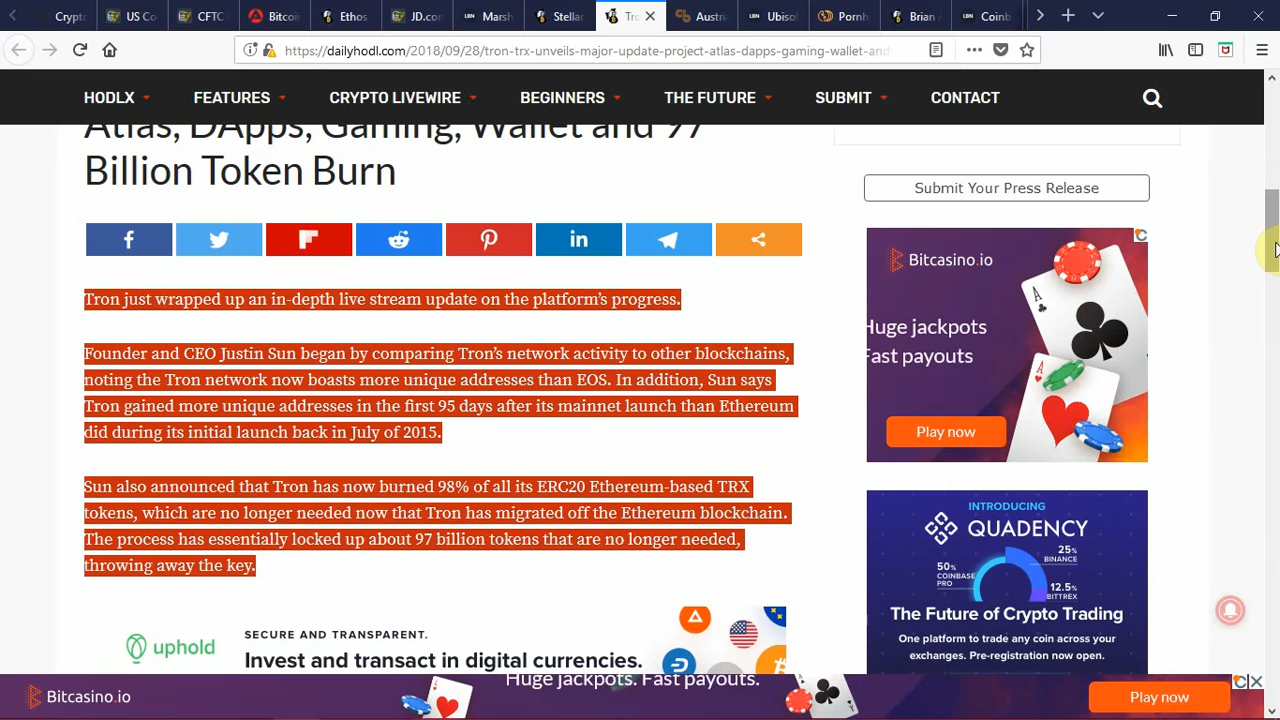 Crypto
US Co
CFTC
Bitcoi
Ethos
JD.com
Marsh
Stellar
Tro
Austri
Ubisof
Pornh
Brian
Coinb
https://dailyhodl.com/2018/09/28/tron-trx-unveils-major-update-project-atlas-dapps-gaming-wallet-and-
HODLX
FEATURES
CRYPTO LIVEWIRE
BEGINNERS
THE FUTURE
SUBMIT
CONTACT
Atlas, DApps, Gaming, Wallet and 97
Billion Token Burn
Tron just wrapped up an in-depth live stream update on the platform's progress.
Founder and CEO Justin Sun began by comparing Tron's network activity to other blockchains,
noting the Tron network now boasts more unique addresses than EOS. In addition, Sun says
Tron gained more unique addresses in the first 95 days after its mainnet launch than Ethereum
did during its initial launch back in July of 2015.
Sun also announced that Tron has now burned 98% of all its ERC20 Ethereum-based TRX
tokens, which are no longer needed now that Tron has migrated off the Ethereum blockchain.
The process has essentially locked up about 97 billion tokens that are no longer needed,
throwing away the key.
uphold
SECURE AND TRANSPARENT.
Invest and transact in digital currencies.
Submit Your Press Release
Bitcasino.io
Huge jackpots
Fast payouts
Play now
INTRODUCING
QUADENCY
25%
BINANCE
50%
COINBASE
PRO
12.5%
BITTREX
The Future of Crypto Trading
One platform to trade any coin across your
exchanges. Pre-registration now open.
Bitcasino.io
Huge jackpots. Fast payouts.
Play now